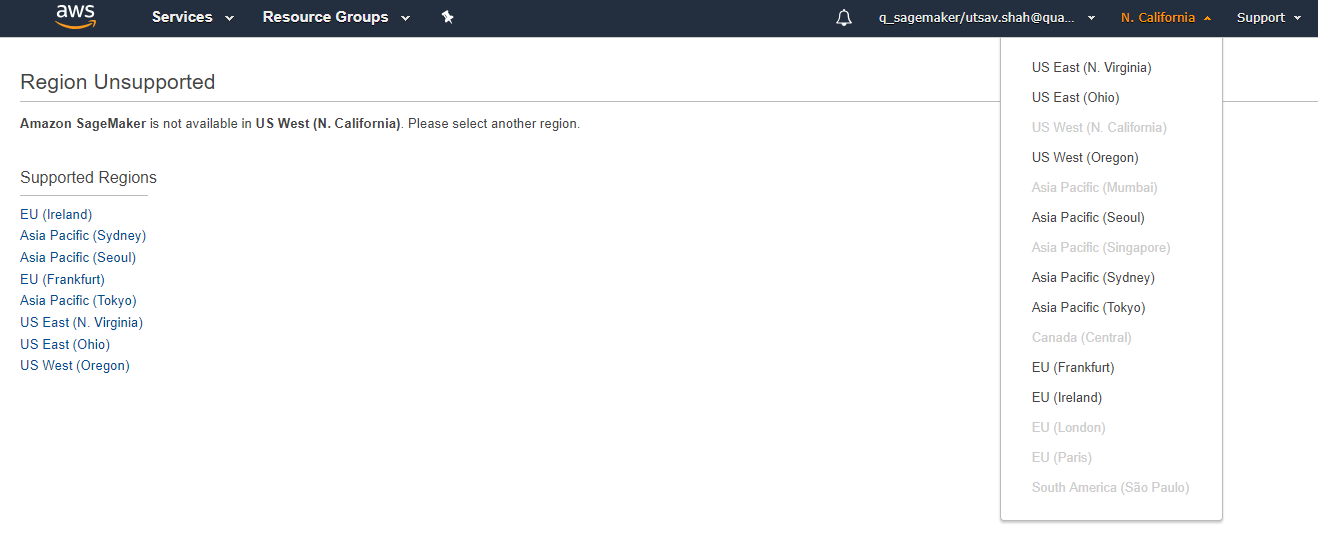 aws Services Resource Groups q_sagemaker/utsav.shah@qua... N. California Support
Region Unsupported
Amazon SageMaker is not available in US West (N. California). Please select another region.
Supported Regions
EU (Ireland)
Asia Pacific (Sydney)
Asia Pacific (Seoul)
EU (Frankfurt)
Asia Pacific (Tokyo)
US East (N. Virginia)
US East (Ohio)
US West (Oregon)
US East (N. Virginia)
US East (Ohio)
US West (N. California)
US West (Oregon)
Asia Pacific (Mumbai)
Asia Pacific (Seoul)
Asia Pacific (Singapore)
Asia Pacific (Sydney)
Asia Pacific (Tokyo)
Canada (Central)
EU (Frankfurt)
EU (Ireland)
EU (London)
EU (Paris)
South America (São Paulo)